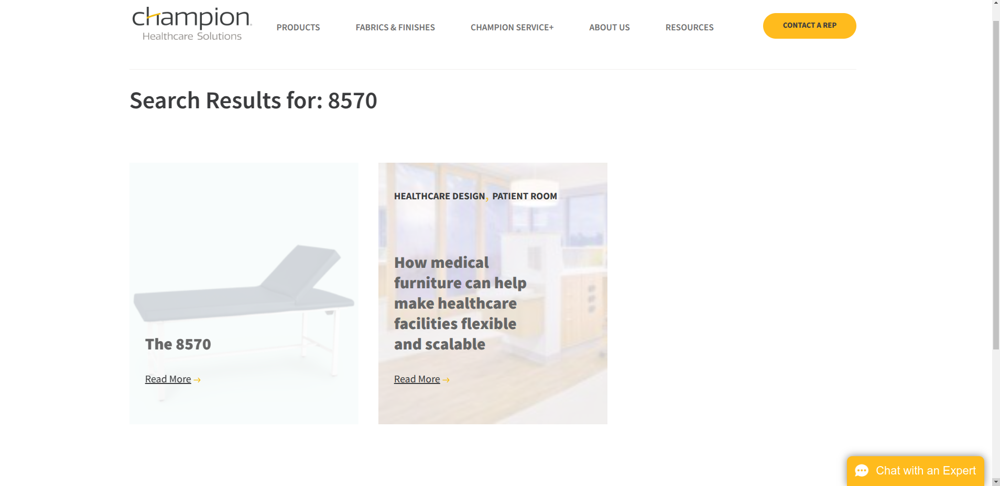 champion
Healthcare Solutions
PRODUCTS
FABRICS & FINISHES
CHAMPION SERVICE+
ABOUT US
RESOURCES
CONTACT A REP
Search Results for: 8570
The 8570
Read More →
HEALTHCARE DESIGN, PATIENT ROOM
How medical
furniture can help
make healthcare
facilities flexible
and scalable
Read More →
Chat with an Expert